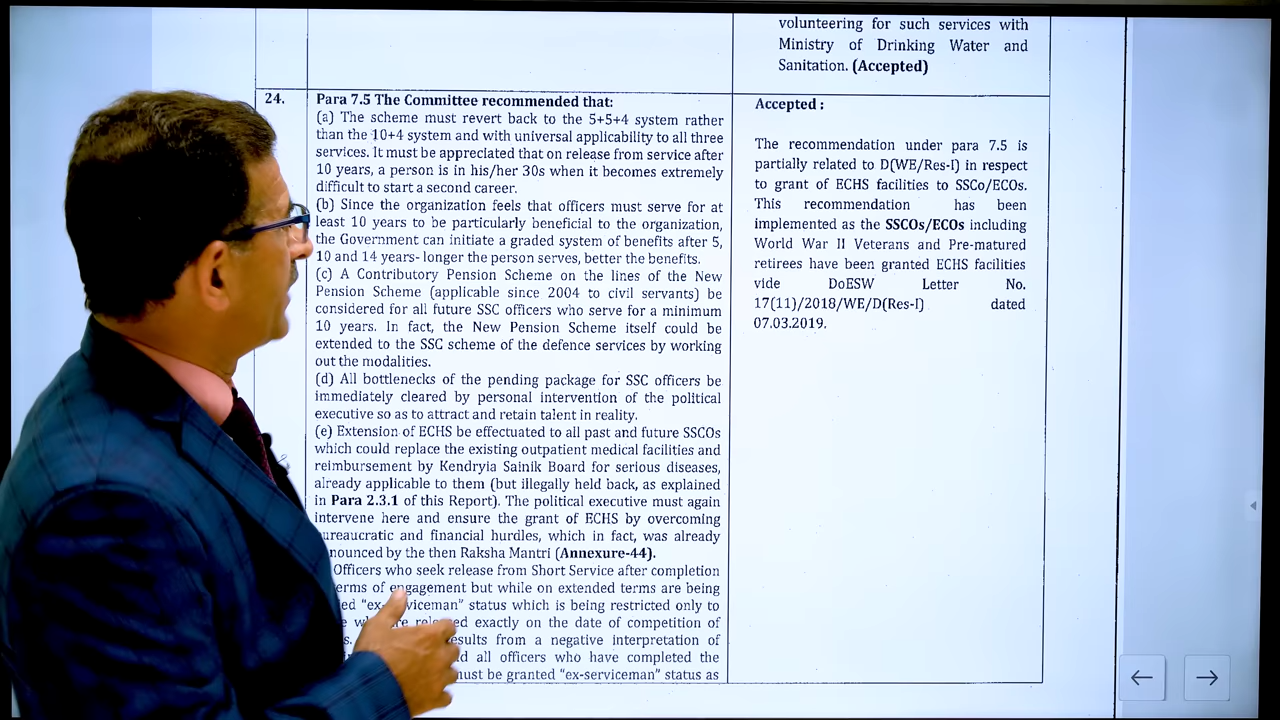 volunteering for such services with
Ministry of Drinking Water and
Sanitation. (Accepted)
24.
Para 7.5 The Committee recommended that:
(a) The scheme must revert back to the 5+5+4 system rather
than the 10+4 system and with universal applicability to all three
services. It must be appreciated that on release from service after
10 years, a person is in his/her 30s when it becomes extremely
difficult to start a second career.
(b) Since the organization feels that officers must serve for at
least 10 years to be particularly beneficial to the organization,
the Government can initiate a graded system of benefits after 5,
10 and 14 years- longer the person serves, better the benefits.
(c) A Contributory Pension Scheme on the lines of the New
Pension Scheme (applicable since 2004 to civil servants) be
considered for all future SSC officers who serve for a minimum
10 years. In fact, the New Pension Scheme itself could be
extended to the SSC scheme of the defence services by working
out the modalities.
(d) All bottlenecks of the pending package for SSC officers be
immediately cleared by personal intervention of the political
executive so as to attract and retain talent in reality.
(e) Extension of ECHS be effectuated to all past and future SSCOs
which could replace the existing outpatient medical facilities and
reimbursement by Kendryia Sainik Board for serious diseases,
already applicable to them (but illegally held back, as explained
in Para 2.3.1 of this Report). The political executive must again
intervene here and ensure the grant of ECHS by overcoming
and financial hurdles, which in fact, was already
by the then Raksha Mantri (Annexure-44).
Officers who seek release from Short Service after completion
of engagement but while on extended terms are being
status which is being restricted only to
exactly on the date of competition of
from a negative interpretation of
all officers who have completed the
be granted "ex-serviceman" status as
Accepted :
The recommendation under para 7.5 is
partially related to D(WE/Res-I) in respect
to grant of ECHS facilities to SSCo/ECOs.
This recommendation has been
implemented as the SSCOs/ECOs including
World War II Veterans and Pre-matured
retirees have been granted ECHS facilities
vide DoESW Letter No.
17(11)/2018/WE/D(Res-I) dated
07.03.2019.